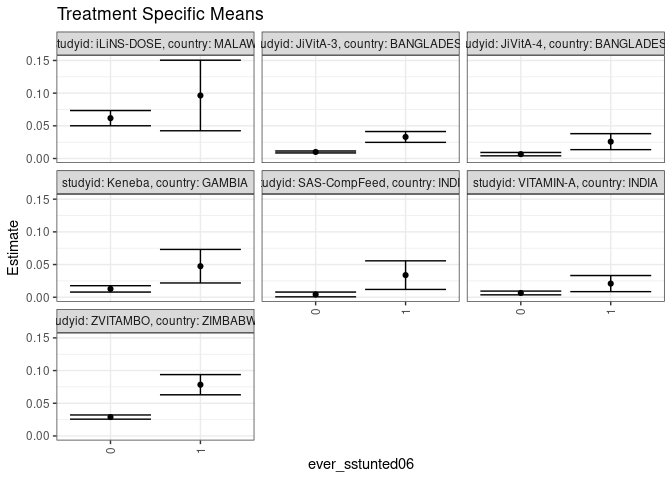 Treatment Specific Means
tudyid: iLiNS-DOSE, country: MALAW
udyid: JiVitA-3, country: BANGLADES
udyid: JiVitA-4, country: BANGLADES
0.15
0.10
0.05
0.00
studyid: Keneba, country: GAMBIA
tudyid: SAS-CompFeed, country: INDI
studyid: VITAMIN-A, country: INDIA
0.15
0.10
0.05
0.00
Estimate
0
1
0
1
udyid: ZVITAMBO, country: ZIMBABW
0.15
0.10
0.05
0.00
0
1
ever_sstunted06